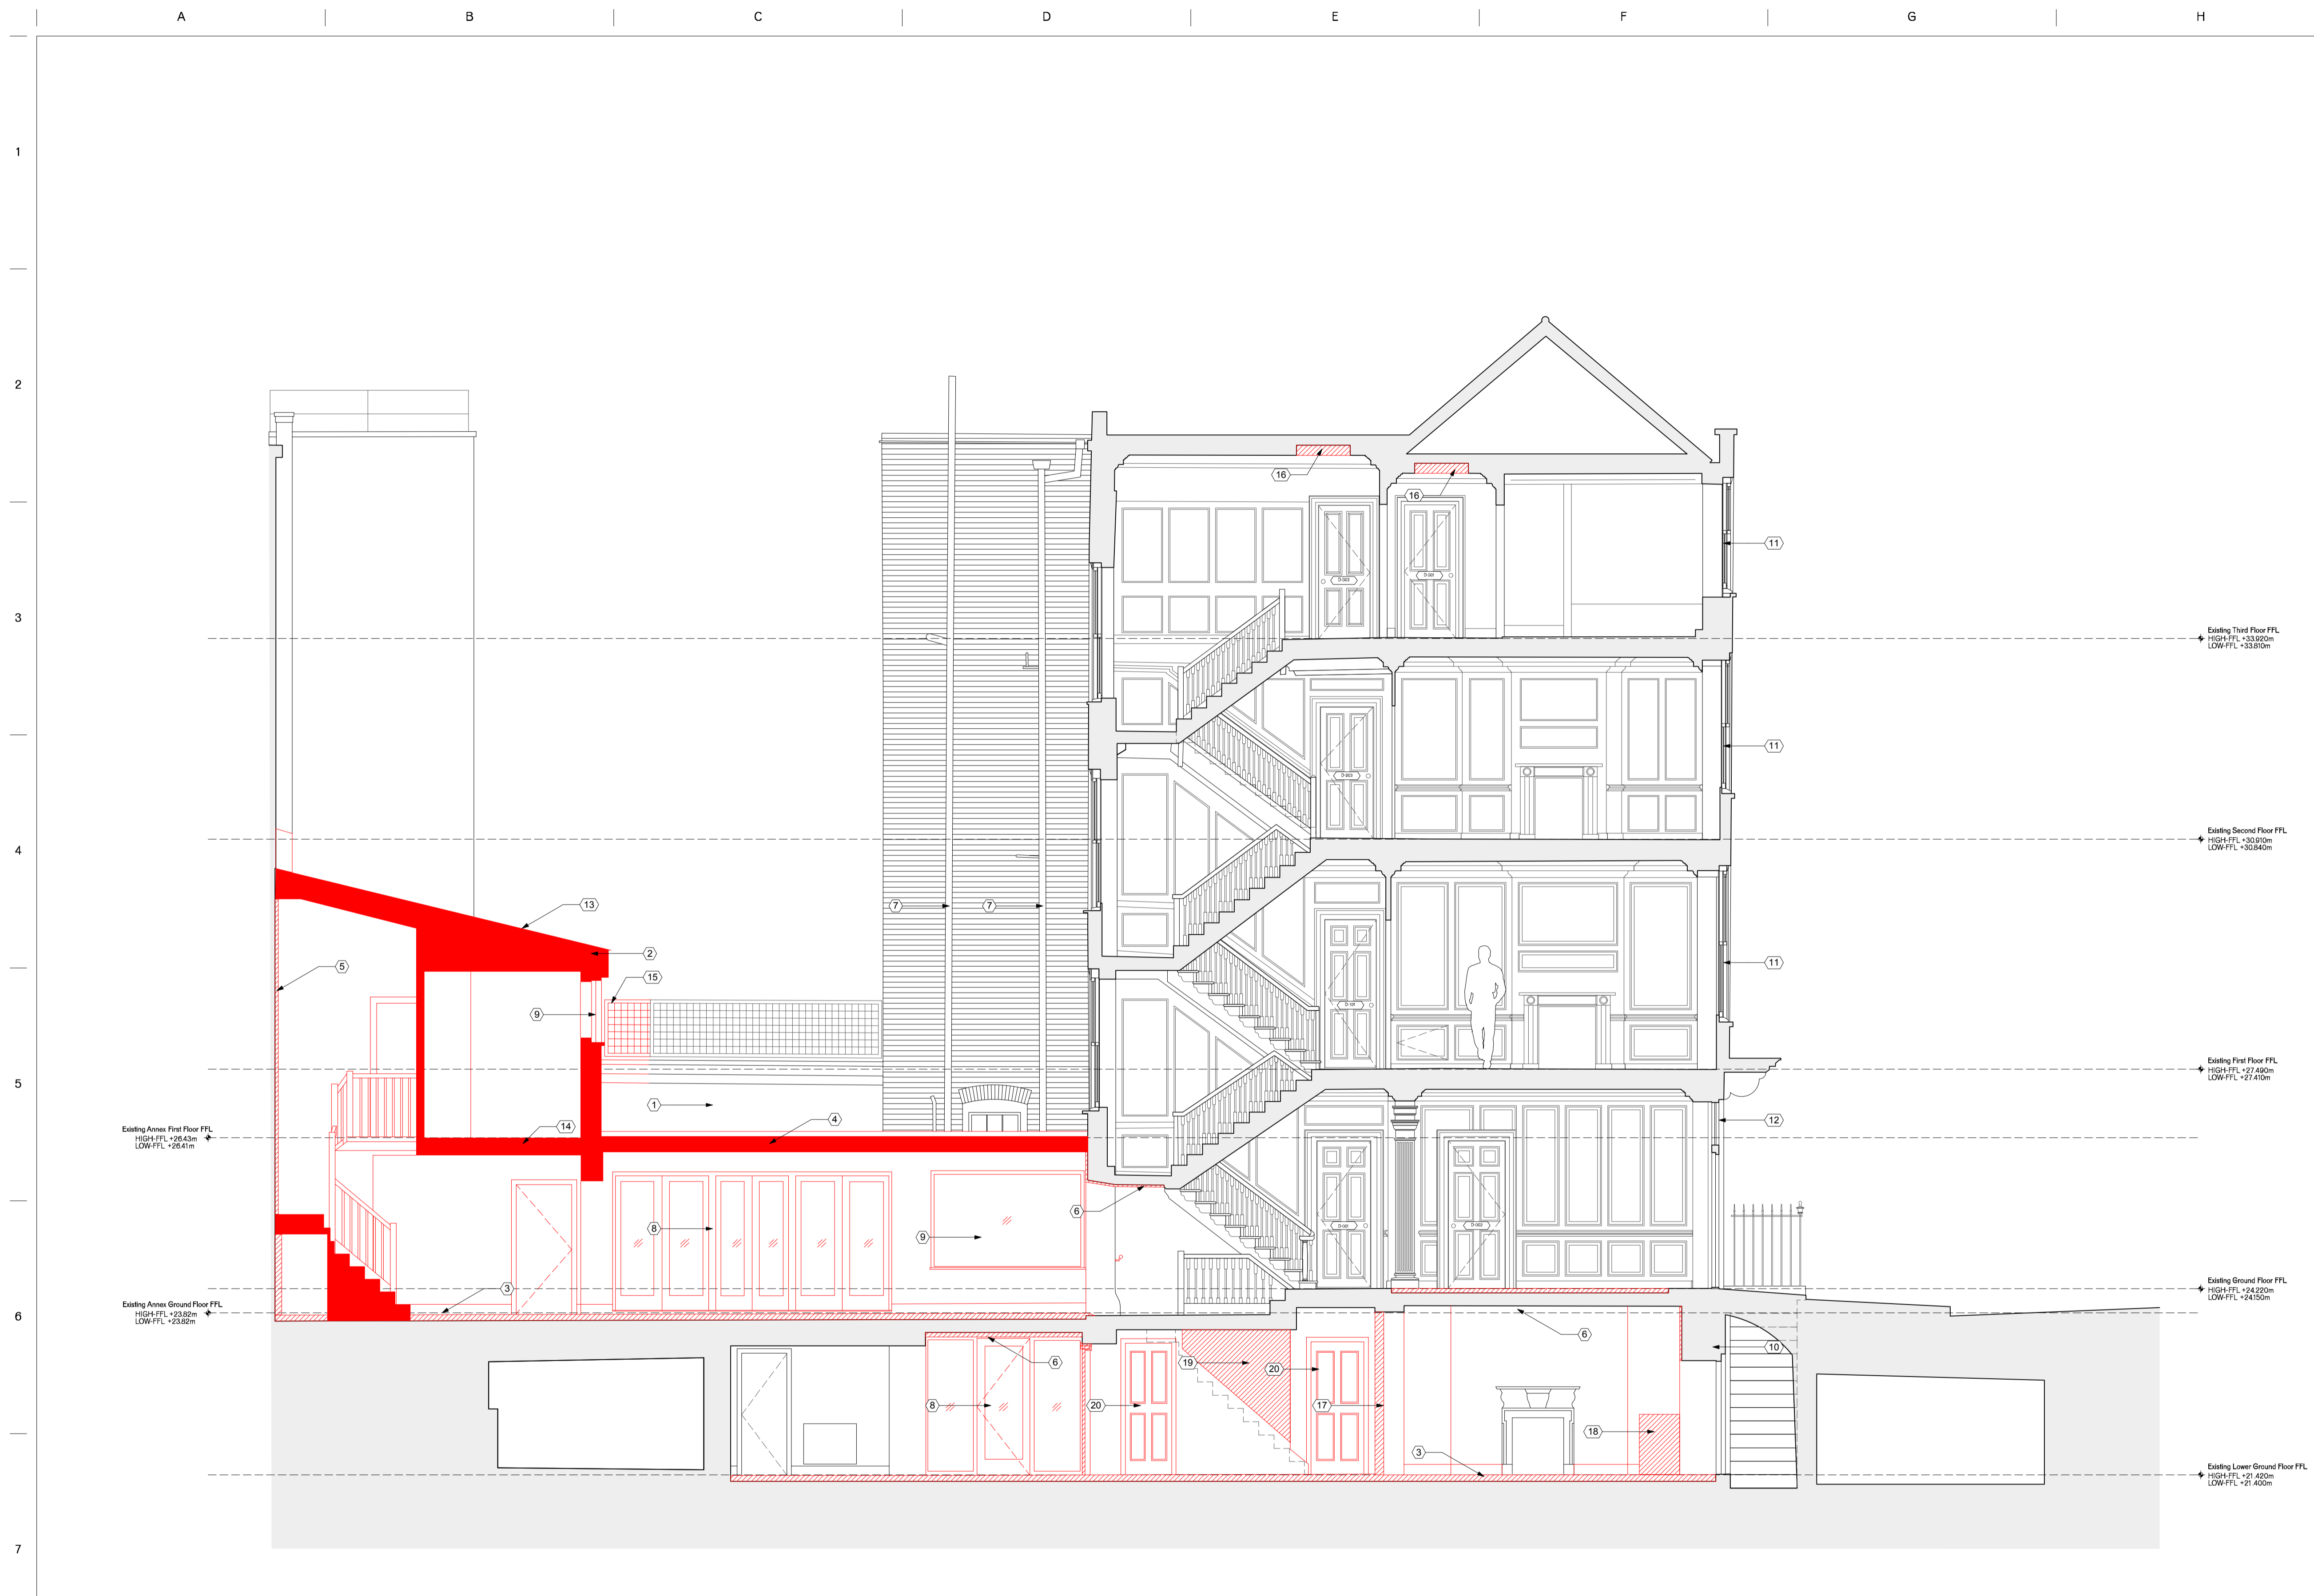 A B C D E F G H
1
2
16
16
11
3
Existing Third Floor FFL
HIGH-FFL +33.920m
LOW-FFL +33.810m
D-303
D-301
11
D-203
Existing Second Floor FFL
HIGH-FFL +30.910m
LOW-FFL +30.840m
4
13
7
7
2
5
15
11
9
D-101
Existing First Floor FFL
HIGH-FFL +27.490m
LOW-FFL +27.410m
5
1
4
12
14
Existing Annex First Floor FFL
HIGH-FFL +26.43m
LOW-FFL +26.41m
6
8
9
3
Existing Ground Floor FFL
HIGH-FFL +24.220m
LOW-FFL +24.150m
Existing Annex Ground Floor FFL
HIGH-FFL +23.82m
LOW-FFL +23.82m
6
6
10
6
19
20
8
20
17
18
3
Existing Lower Ground Floor FFL
HIGH-FFL +21.420m
LOW-FFL +21.400m
7